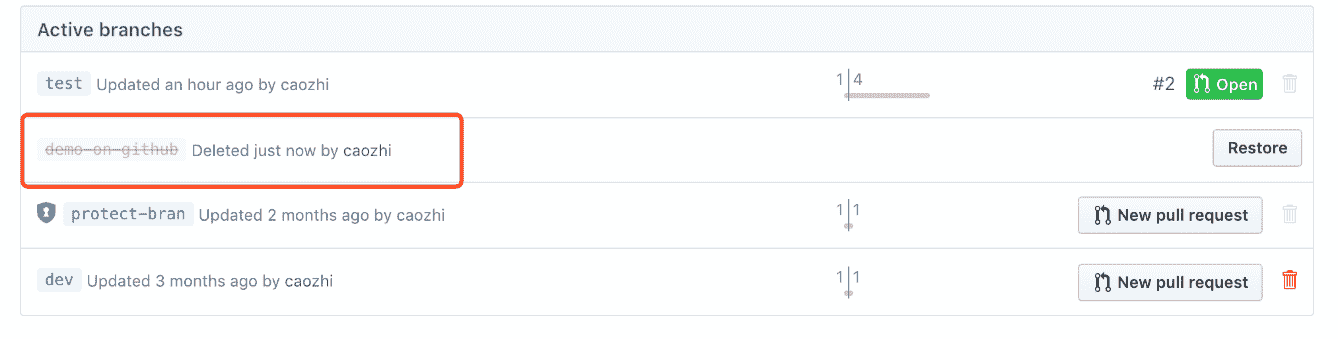 Active branches
test Updated an hour ago by caozhi 1 4 #2 Open
demo-on-github Deleted just now by caozhi Restore
protect-bran Updated 2 months ago by caozhi 1 1 New pull request
dev Updated 3 months ago by caozhi 1 1 New pull request